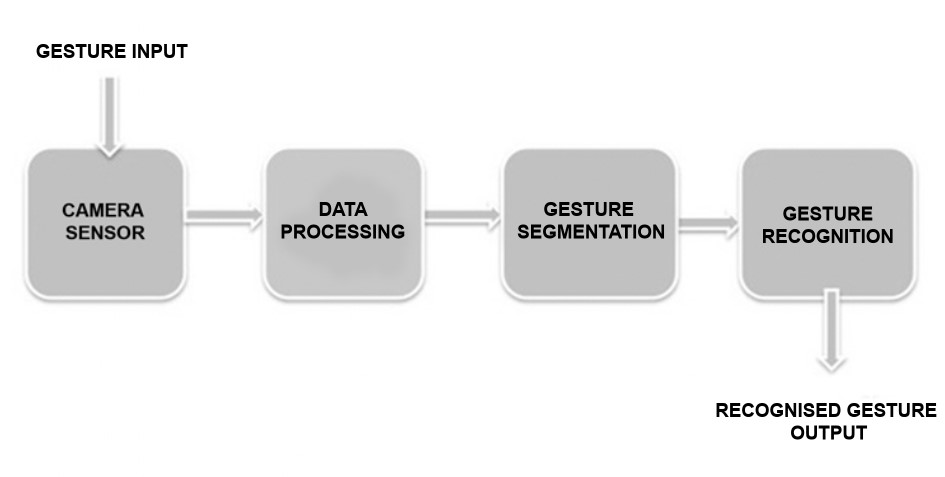 GESTURE INPUT
CAMERA
SENSOR
DATA
PROCESSING
GESTURE
SEGMENTATION
GESTURE
RECOGNITION
RECOGNISED GESTURE
OUTPUT